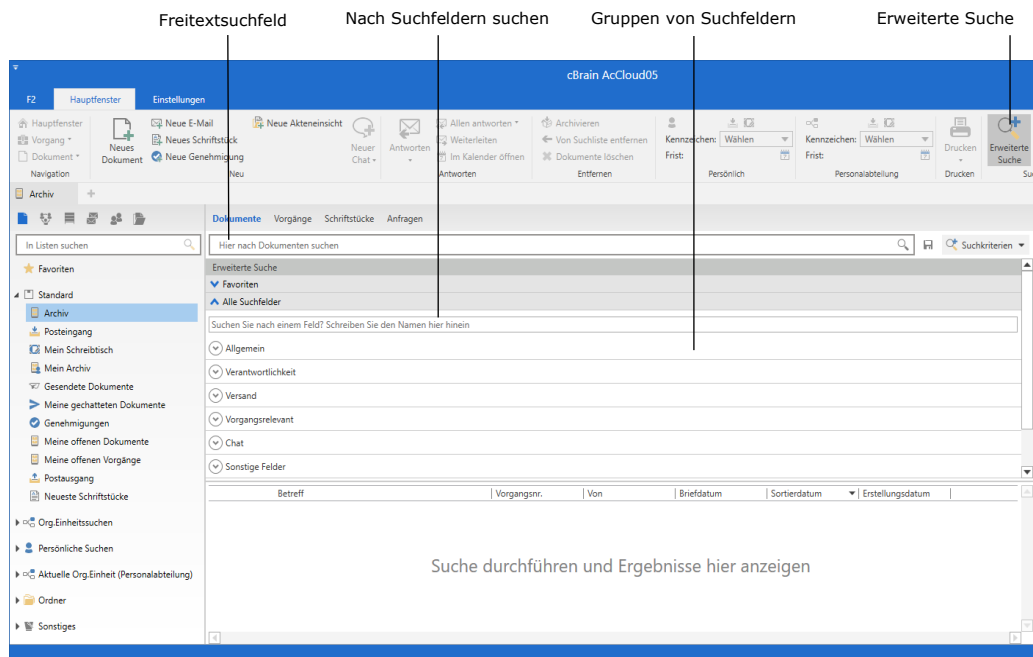 Freitextsuchfeld Nach Suchfeldern suchen Gruppen von Suchfeldern Erweiterte Suche
cBrain AcCloud05
F2 Hauptfenster Einstellungen
Hauptfenster
Vorgang
Dokument
Navigation
Neues
Dokument
Neue E-Mail
Neues Schriftstück
Neue Genehmigung
Neue Akteneinsicht
Neuer
Chat
Neu
Antworten
Allen antworten
Weiterleiten
Im Kalender öffnen
Antworten
Archivieren
Von Suchliste entfernen
Dokumente löschen
Entfernen
Kennzeichen: Wählen
Frist:
Persönlich
Kennzeichen: Wählen
Frist:
Personalabteilung
Drucken
Drucken
Erweiterte
Suche
Su
Archiv
Dokumente Vorgänge Schriftstücke Anfragen
In Listen suchen
Hier nach Dokumenten suchen
Suchkriterien
Favoriten
Standard
Archiv
Posteingang
Mein Schreibtisch
Mein Archiv
Gesendete Dokumente
Meine gechatteten Dokumente
Genehmigungen
Meine offenen Dokumente
Meine offenen Vorgänge
Postausgang
Neueste Schriftstücke
Org.Einheitssuchen
Persönliche Suchen
Aktuelle Org.Einheit (Personalabteilung)
Ordner
Sonstiges
Erweiterte Suche
Favoriten
Alle Suchfelder
Suchen Sie nach einem Feld? Schreiben Sie den Namen hier hinein
Allgemein
Verantwortlichkeit
Versand
Vorgangsrelevant
Chat
Sonstige Felder
Betreff Vorgangsnr. Von Briefdatum Sortierdatum Erstellungsdatum
Suche durchführen und Ergebnisse hier anzeigen